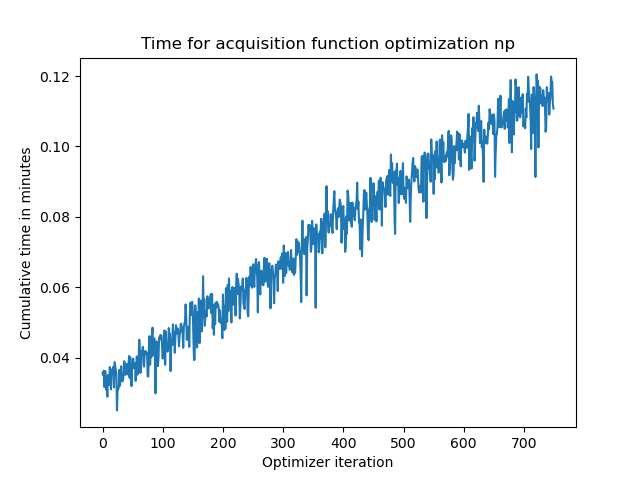 Time for acquisition function optimization np
Cumulative time in minutes
0.12
0.10
0.08
0.06
0.04
0 100 200 300 400 500 600 700
Optimizer iteration